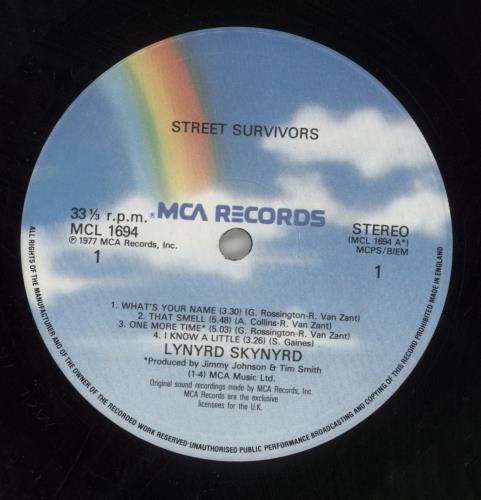 STREET SURVIVORS
33 1/3 r.p.m. *MCA RECORDS STEREO
MCL 1694 (MCL 1694 A*)
℗ 1977 MCA Records, Inc. MCPS/BIEM
1 1
1. WHAT'S YOUR NAME (3.30) (G. Rossington-R. Van Zant)
2. THAT SMELL (5.48) (A. Collins-R. Van Zant)
3. ONE MORE TIME* (5.03) (G. Rossington-R. Van Zant)
4. I KNOW A LITTLE (3.26) (S. Gaines)
LYNYRD SKYNYRD
*Produced by Jimmy Johnson & Tim Smith
(1-4) MCA Music Ltd.
Original sound recordings made by MCA Records, Inc.
MCA Records are the exclusive
licensees for the U.K.
ALL RIGHTS OF THE MANUFACTURER AND OF THE OWNER OF THE RECORDED WORK RESERVED·UNAUTHORISED PUBLIC PERFORMANCE BROADCASTING AND COPYING OF THIS RECORD PROHIBITED·MADE IN ENGLAND